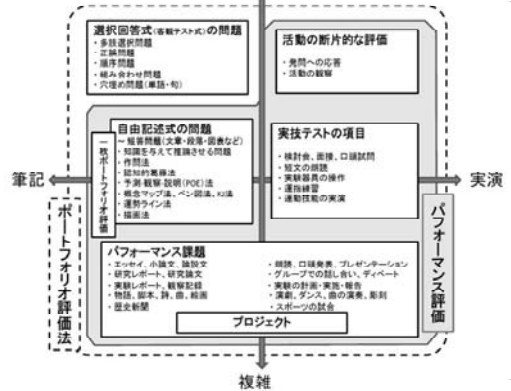 選択回答式(客観テスト式)の問題
・多肢選択問題
・正誤問題
・順序問題
・組み合わせ問題
・穴埋め問題(単語・句)
活動の断片的な評価
・発問への応答
・活動の観察
自由記述式の問題
～短答問題(文章・段落・図表など)
・知識を与えて推論させる問題
・作問法
・認知的葛藤法
・予測-観察-説明(POE)法
・概念マップ法、ベン図法、KJ法
・運勢ライン法
・描画法
一枚ポートフォリオ評価
実技テストの項目
・検討会、面接、口頭試問
・短文の朗読
・実験器具の操作
・運指練習
・運動技能の実演
筆記
実演
ポートフォリオ評価法
パフォーマンス評価
パフォーマンス課題
・エッセイ、小論文、論説文
・研究レポート、研究論文
・実験レポート、観察記録
・物語、脚本、詩、曲、絵画
・歴史新聞
・朗読、口頭発表、プレゼンテーション
・グループでの話し合い、ディベート
・実験の計画・実施・報告
・演劇、ダンス、曲の演奏、彫刻
・スポーツの試合
プロジェクト
複雑